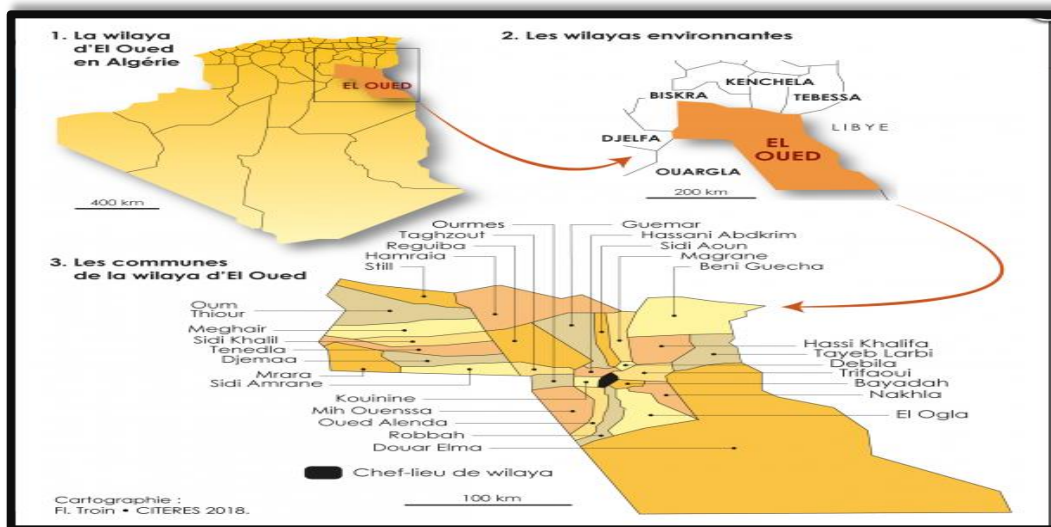 1. La wilaya
d'El Oued
en Algérie
EL OUED
400 km
2. Les wilayas environnantes
KENCHELA
BISKRA
TEBESSA
LIBYE
DJELFA
EL
OUED
OUARGLA
200 km
3. Les communes
de la wilaya d'El Oued
Ourmes
Taghzout
Reguiba
Hamraia
Still
Guemar
Hassani Abdkrim
Sidi Aoun
Magrane
Beni Guecha
Oum
Thiour
Meghair
Sidi Khalil
Tenedla
Djemaa
Mrara
Sidi Amrane
Hassi Khalifa
Tayeb Larbi
Debila
Trifaoui
Bayadah
Nakhla
El Ogla
Kouinine
Mih Ouenssa
Oued Alenda
Robbah
Douar Elma
Chef-lieu de wilaya
100 km
Cartographie :
Fl. Troin • CITERES 2018.